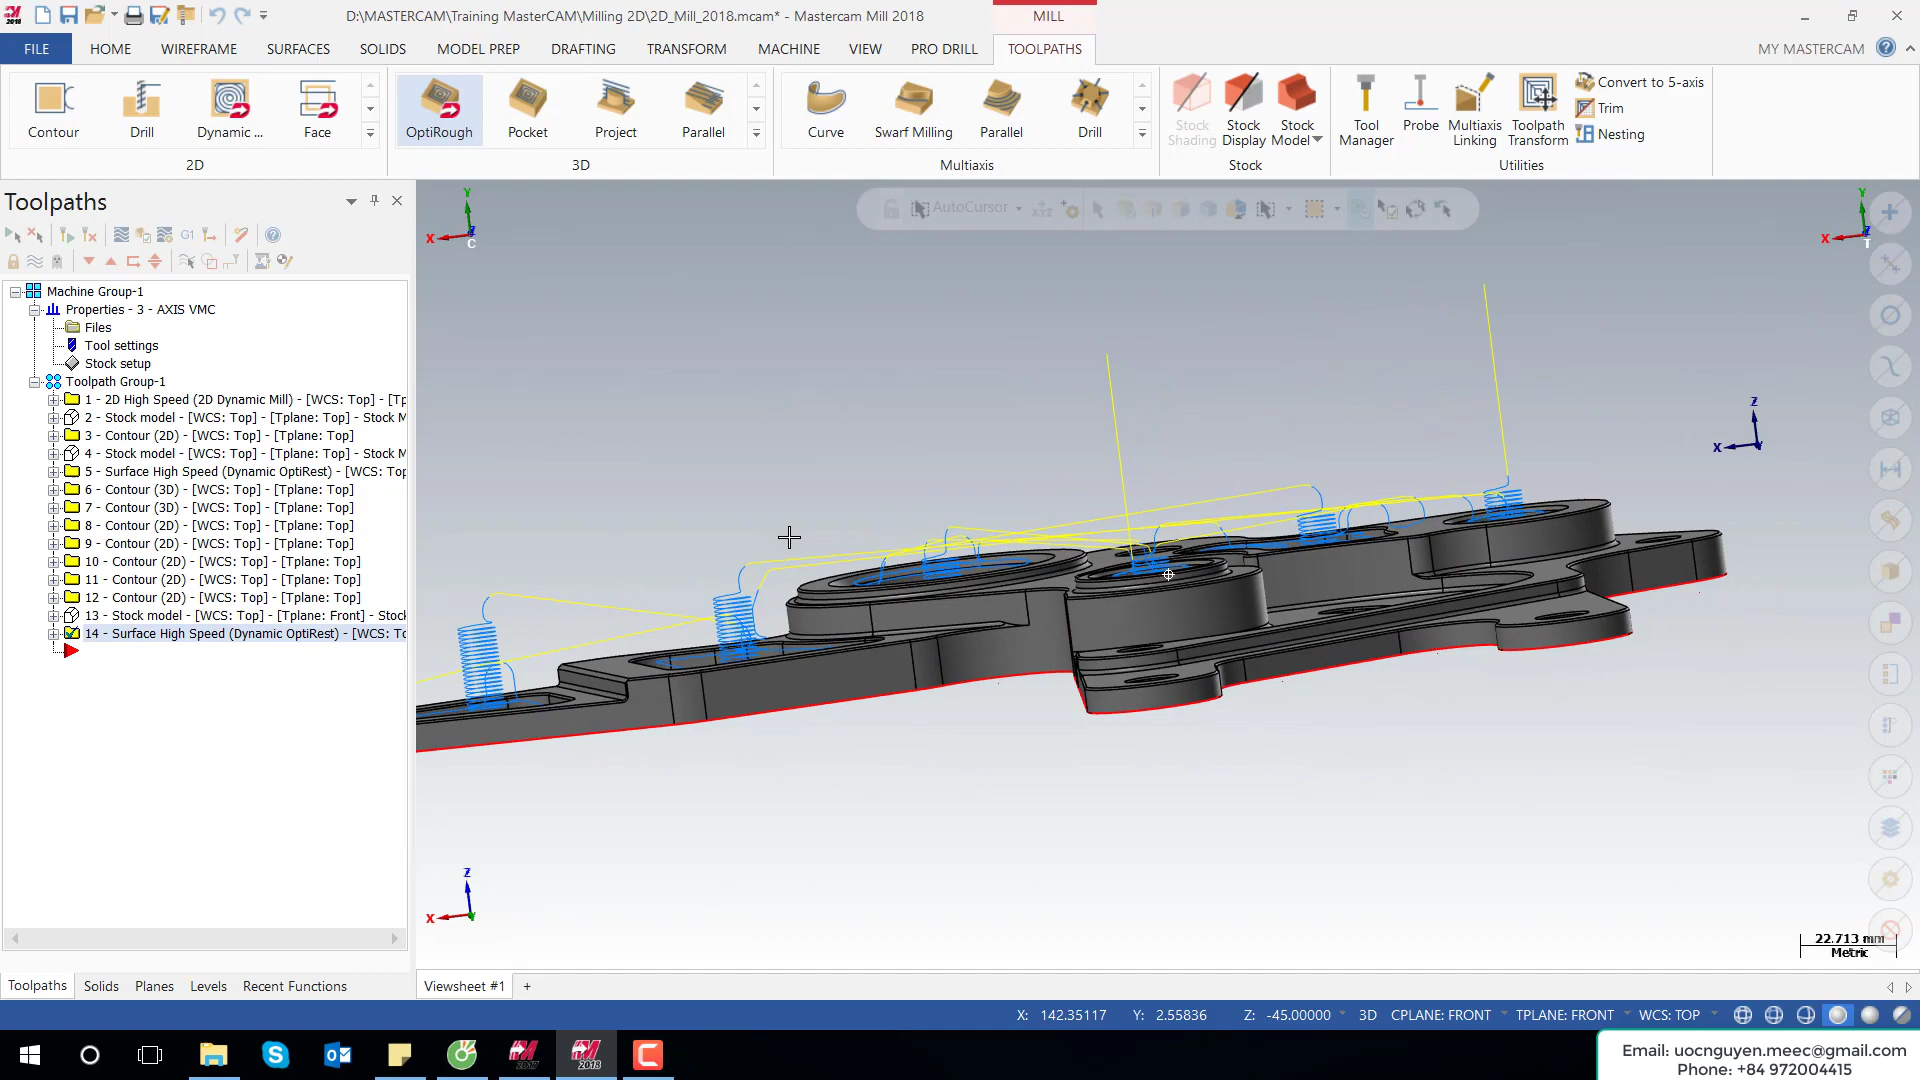 D:\MASTERCAM\Training MasterCAM\Milling 2D\2D_Mill_2018.mcam* - Mastercam Mill 2018
MILL
FILE HOME WIREFRAME SURFACES SOLIDS MODEL PREP DRAFTING TRANSFORM MACHINE VIEW PRO DRILL TOOLPATHS MY MASTERCAM
Contour Drill Dynamic ... Face
2D
OptiRough Pocket Project Parallel
3D
Curve Swarf Milling Parallel Drill
Multiaxis
Stock Shading Stock Display Stock Model
Stock
Tool Manager Probe Multiaxis Linking Toolpath Transform
Convert to 5-axis
Trim
Nesting
Utilities
Toolpaths
G1
AutoCursor
XYZ
Machine Group-1
Properties - 3 - AXIS VMC
Files
Tool settings
Stock setup
Toolpath Group-1
1 - 2D High Speed (2D Dynamic Mill) - [WCS: Top] - [Tp
2 - Stock model - [WCS: Top] - [Tplane: Top] - Stock M
3 - Contour (2D) - [WCS: Top] - [Tplane: Top]
4 - Stock model - [WCS: Top] - [Tplane: Top] - Stock M
5 - Surface High Speed (Dynamic OptiRest) - [WCS: Top
6 - Contour (3D) - [WCS: Top] - [Tplane: Top]
7 - Contour (3D) - [WCS: Top] - [Tplane: Top]
8 - Contour (2D) - [WCS: Top] - [Tplane: Top]
9 - Contour (2D) - [WCS: Top] - [Tplane: Top]
10 - Contour (2D) - [WCS: Top] - [Tplane: Top]
11 - Contour (2D) - [WCS: Top] - [Tplane: Top]
12 - Contour (2D) - [WCS: Top] - [Tplane: Top]
13 - Stock model - [WCS: Top] - [Tplane: Front] - Stoc
14 - Surface High Speed (Dynamic OptiRest) - [WCS: To
Y
X
C
Y
X
T
Z
X
Z
X
22.713 mm
Metric
Toolpaths Solids Planes Levels Recent Functions
Viewsheet #1 +
X: 142.35117 Y: 2.55836 Z: -45.00000 3D CPLANE: FRONT TPLANE: FRONT WCS: TOP
2017
2018
Email: uocnguyen.meec@gmail.com
Phone: +84 972004415